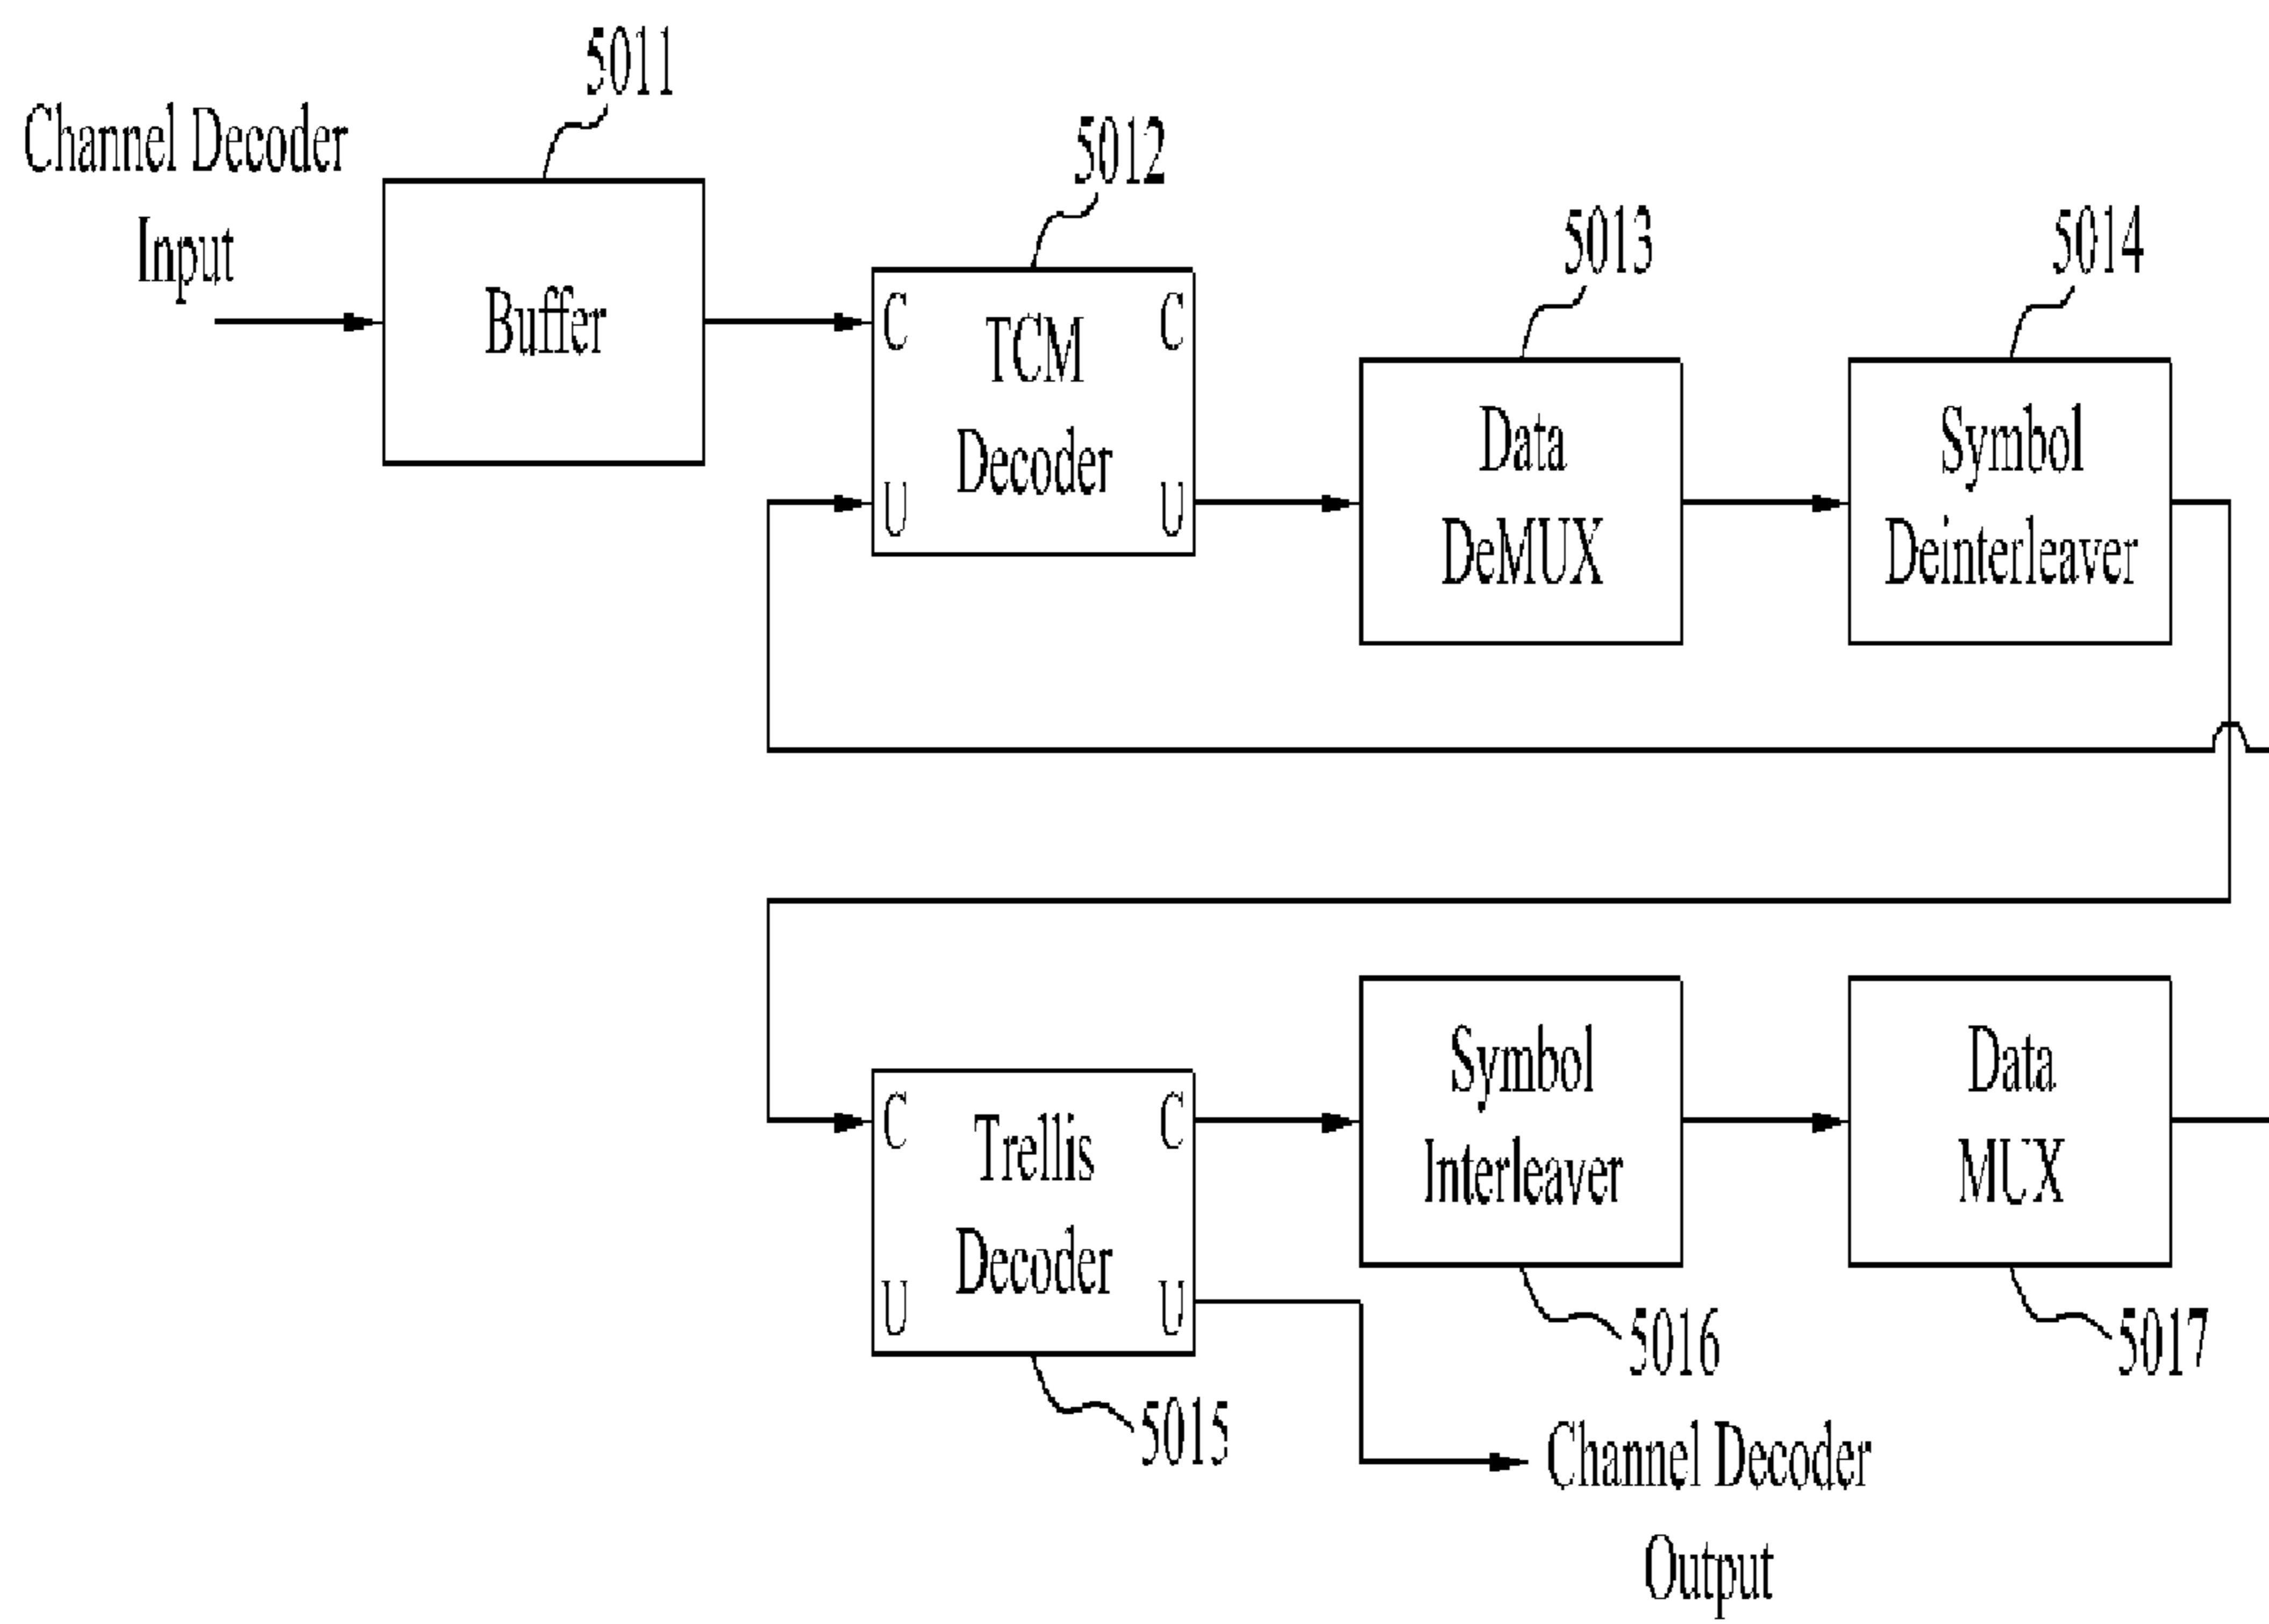 Channel Decoder
Input
5011
Buffer
5012
C
C
TCM
Decoder
U
U
5013
Data
DeMUX
5014
Symbol
Deinterleaver
C
C
Trellis
Decoder
U
U
5015
Symbol
Interleaver
5016
Data
MUX
5017
Channel Decoder
Output